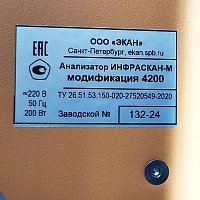 ЕАС
ООО «ЭКАН»
Санкт-Петербург, ekan.spb.ru
Анализатор ИНФРАСКАН-М
модификация 4200
≈220 В
50 Гц
200 Вт
ТУ 26.51.53.150-020-27520549-2020
Заводской №
132-24